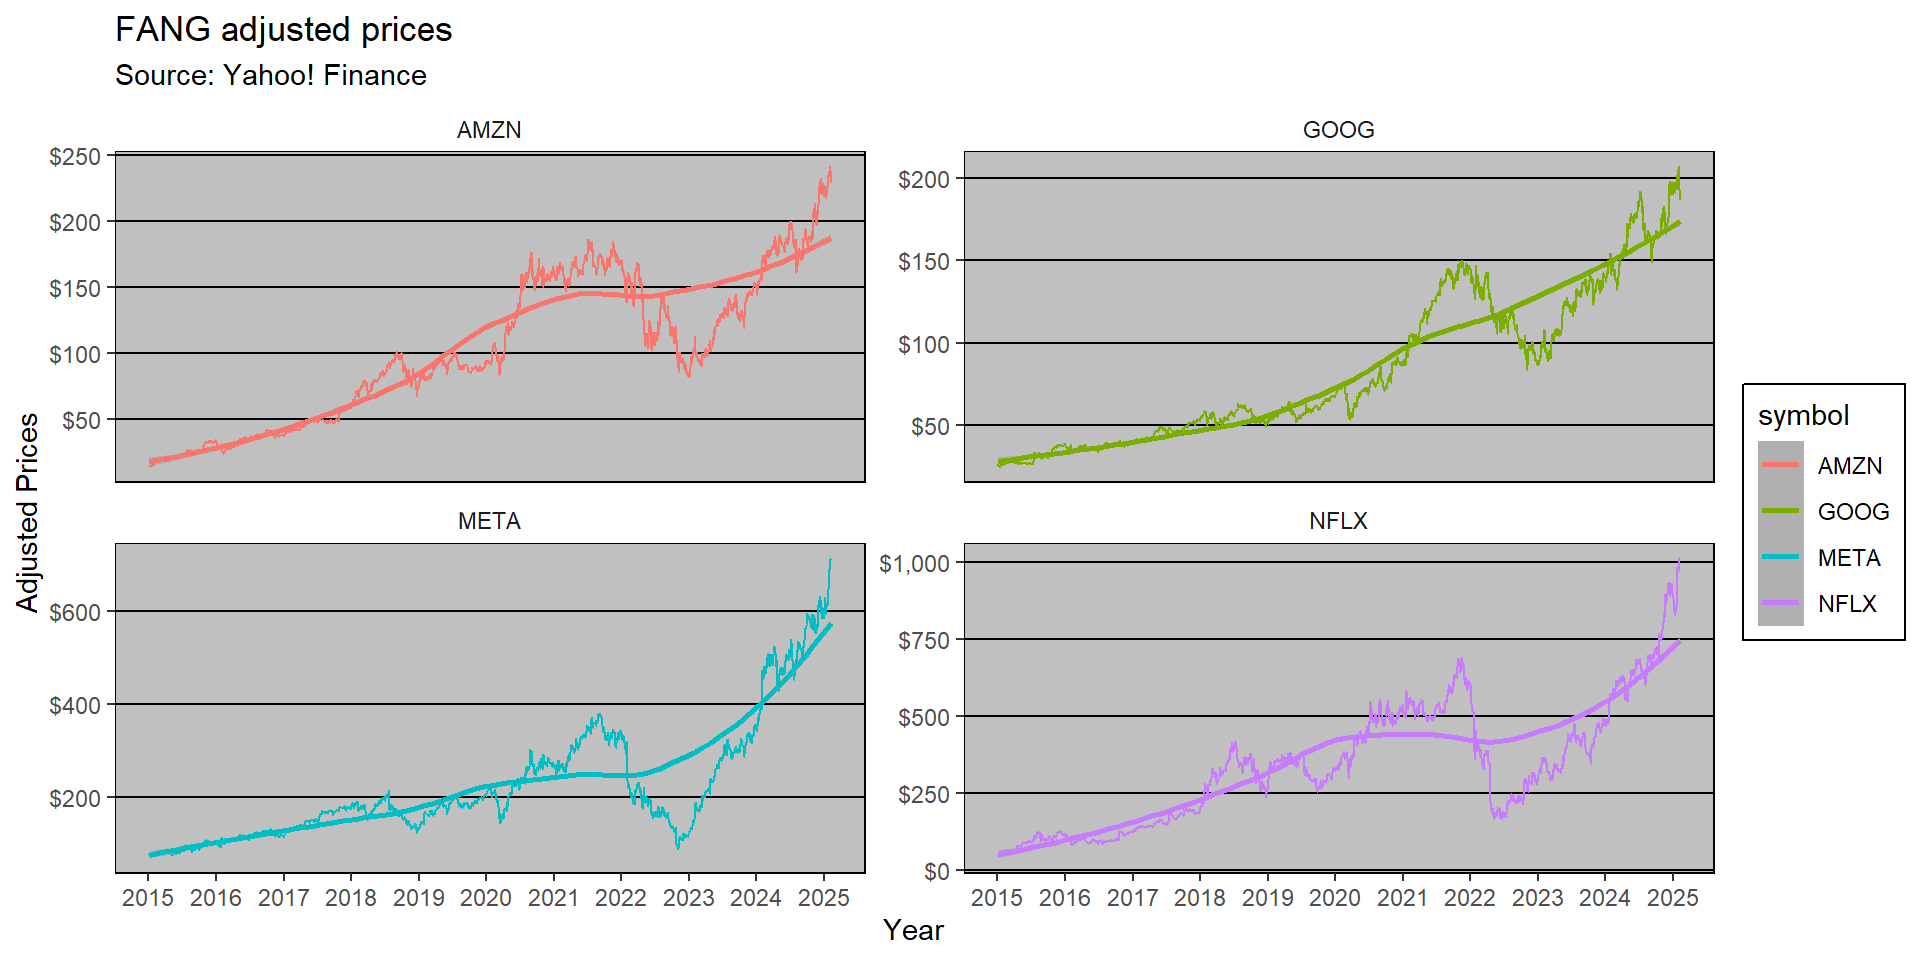 FANG adjusted prices
Source: Yahoo! Finance
AMZN
$250
$200
$150
$100
$50
GOOG
$200
$150
$100
$50
Adjusted Prices
META
$600
$400
$200
2015 2016 2017 2018 2019 2020 2021 2022 2023 2024 2025
NFLX
$1,000
$750
$500
$250
$0
2015 2016 2017 2018 2019 2020 2021 2022 2023 2024 2025
Year
symbol
AMZN
GOOG
META
NFLX